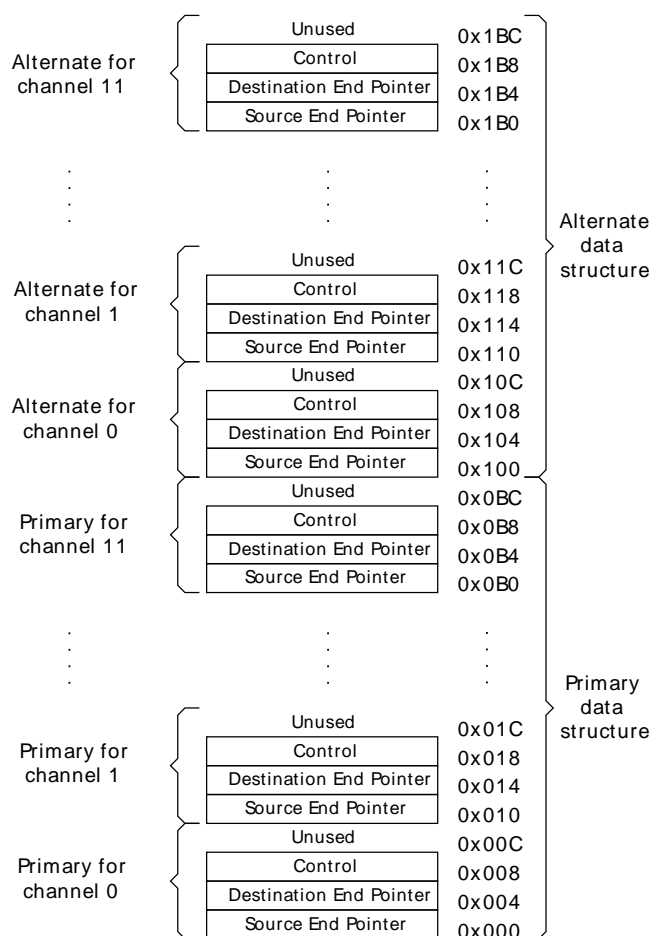 Unused 0x1BC
Alternate for channel 11
Control 0x1B8
Destination End Pointer 0x1B4
Source End Pointer 0x1B0
Alternate data structure
Unused 0x11C
Alternate for channel 1
Control 0x118
Destination End Pointer 0x114
Source End Pointer 0x110
Unused 0x10C
Alternate for channel 0
Control 0x108
Destination End Pointer 0x104
Source End Pointer 0x100
Unused 0x0BC
Primary for channel 11
Control 0x0B8
Destination End Pointer 0x0B4
Source End Pointer 0x0B0
Primary data structure
Unused 0x01C
Primary for channel 1
Control 0x018
Destination End Pointer 0x014
Source End Pointer 0x010
Unused 0x00C
Primary for channel 0
Control 0x008
Destination End Pointer 0x004
Source End Pointer 0x000